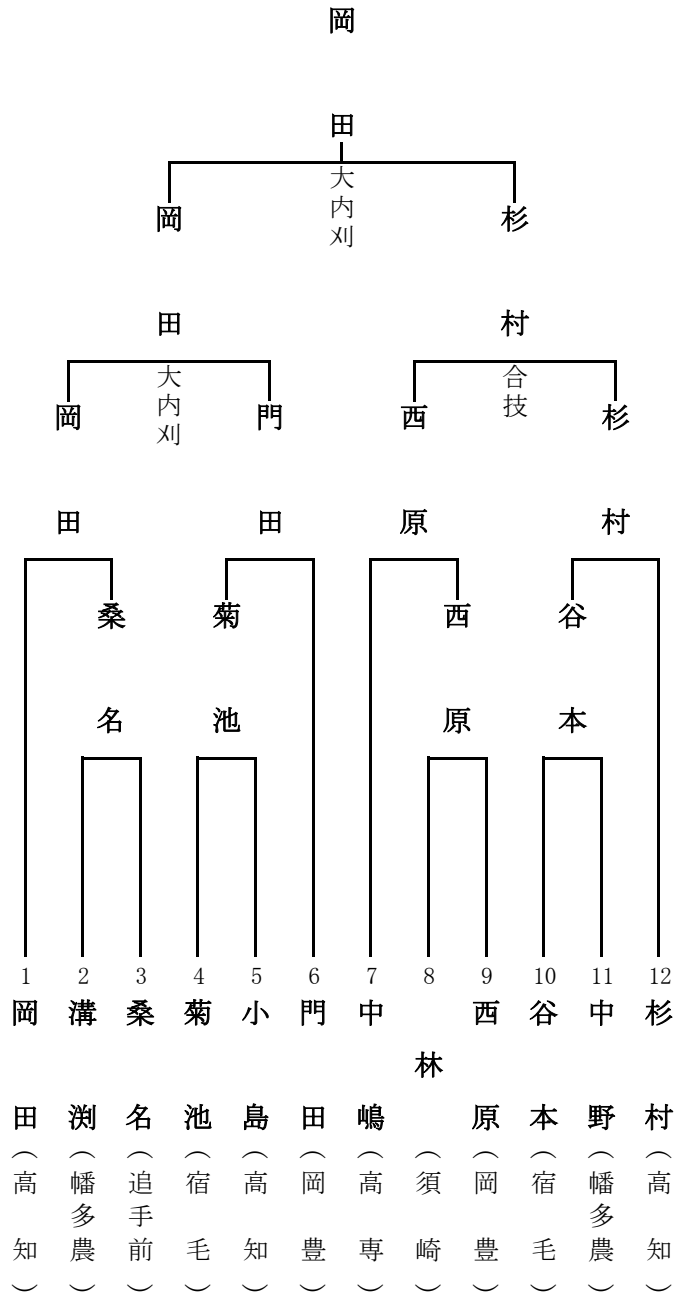 岡田
大内刈
岡田
杉村
大内刈
合技
岡田
門田
西原
杉村
桑名
菊池
西原
谷本
1 岡田（高知）
2 溝渕（幡多農）
3 桑名（追手前）
4 菊池（宿毛）
5 小島（高知）
6 門田（岡豊）
7 中嶋（高専）
8 林（須崎）
9 西原（岡豊）
10 谷本（宿毛）
11 中野（幡多農）
12 杉村（高知）